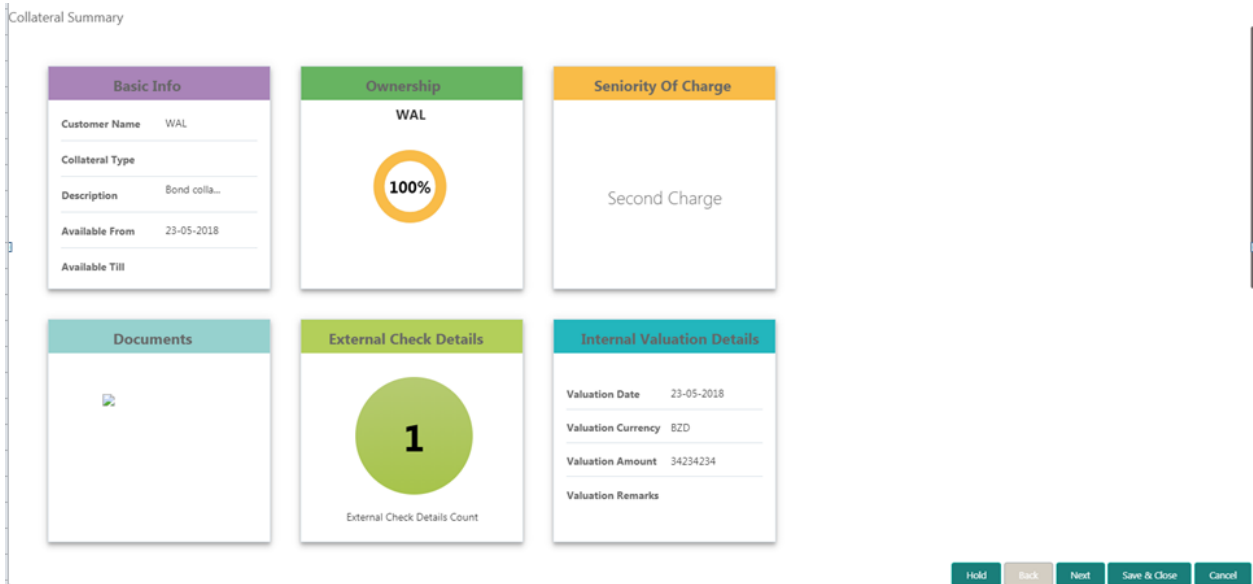 Collateral Summary
Basic Info
Customer Name WAL
Collateral Type
Description Bond colla...
Available From 23-05-2018
Available Till
Ownership
WAL
100%
Seniority Of Charge
Second Charge
Documents
External Check Details
1
External Check Details Count
Internal Valuation Details
Valuation Date 23-05-2018
Valuation Currency BZD
Valuation Amount 34234234
Valuation Remarks
Hold Back Next Save & Close Cancel